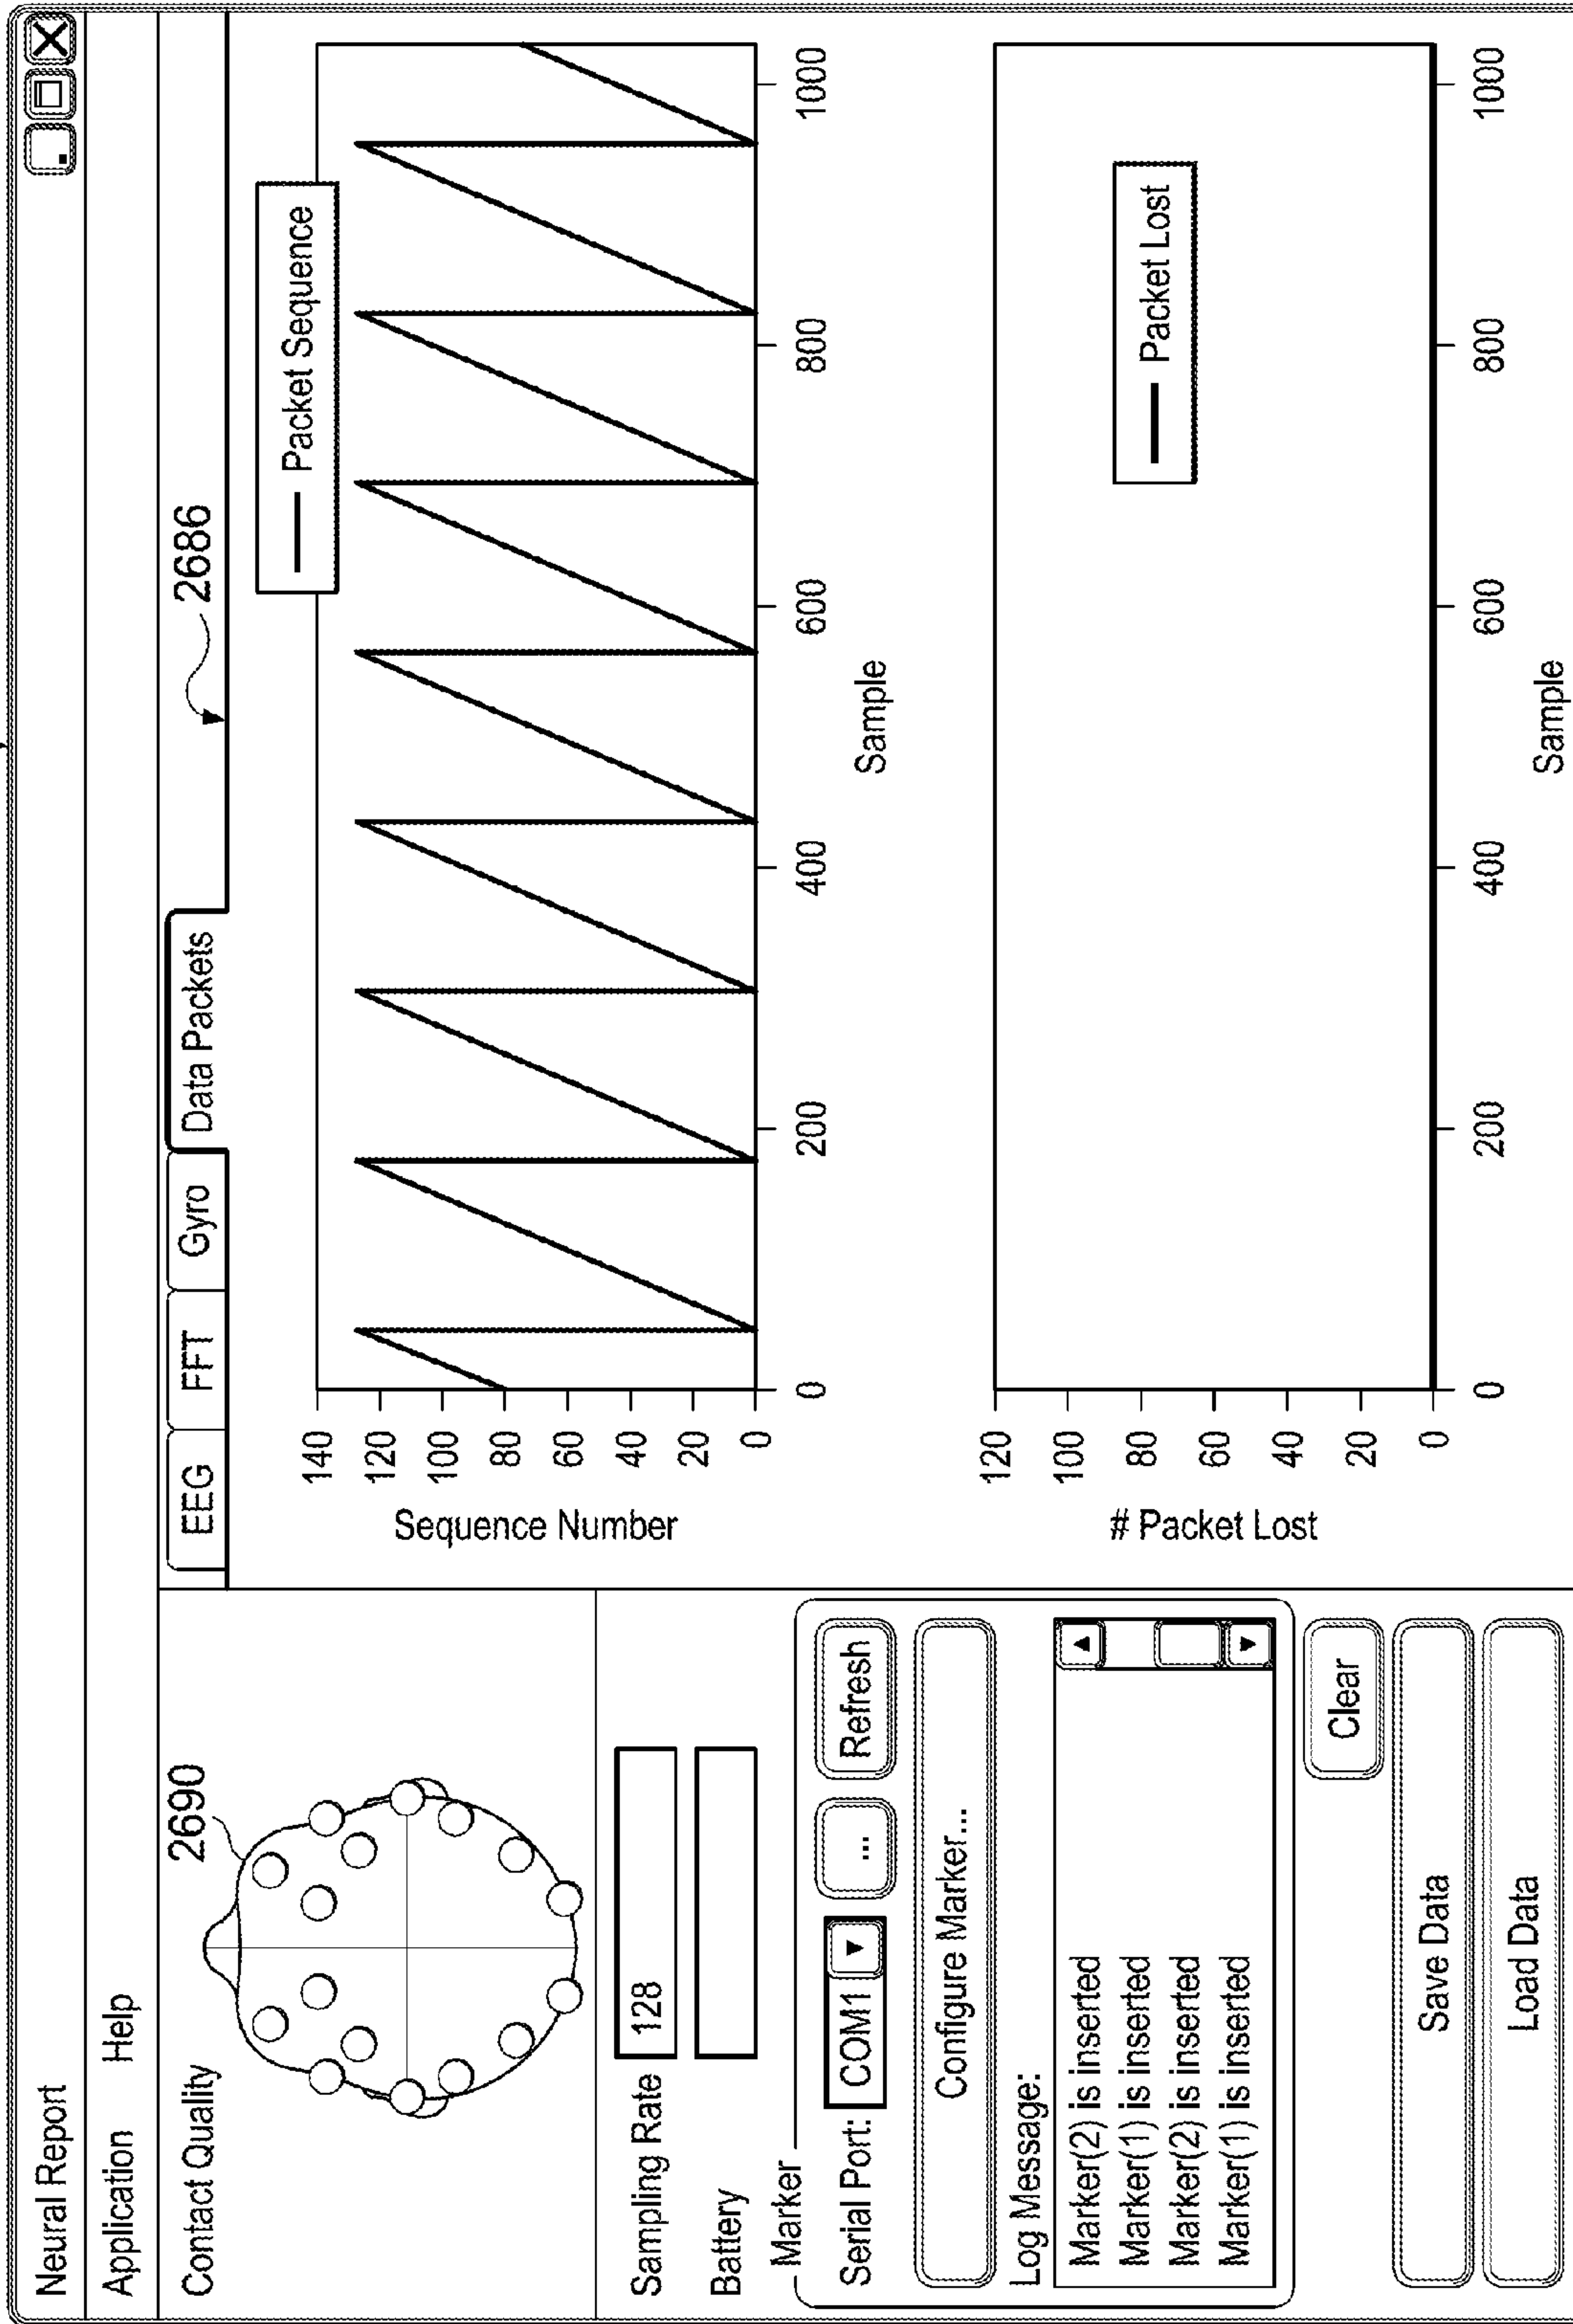 Neural Report
Application Help
Contact Quality
2690
Sampling Rate 128
Battery
Marker
Serial Port: COM1 ... Refresh
Configure Marker...
Log Message:
Marker(2) is inserted
Marker(1) is inserted
Marker(2) is inserted
Marker(1) is inserted
Clear
Save Data
Load Data
EEG FFT Gyro Data Packets
2686
Packet Sequence
Sequence Number
140
120
100
80
60
40
20
0
0 200 400 600 800 1000
Sample
Packet Lost
# Packet Lost
120
100
80
60
40
20
0
0 200 400 600 800 1000
Sample